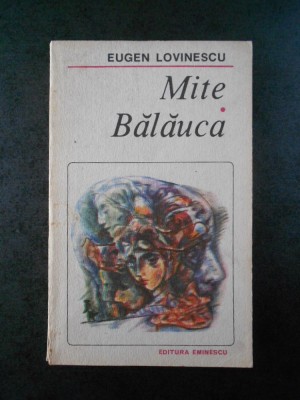 EUGEN LOVINESCU
Mite
•
Bălăuca
EDITURA EMINESCU